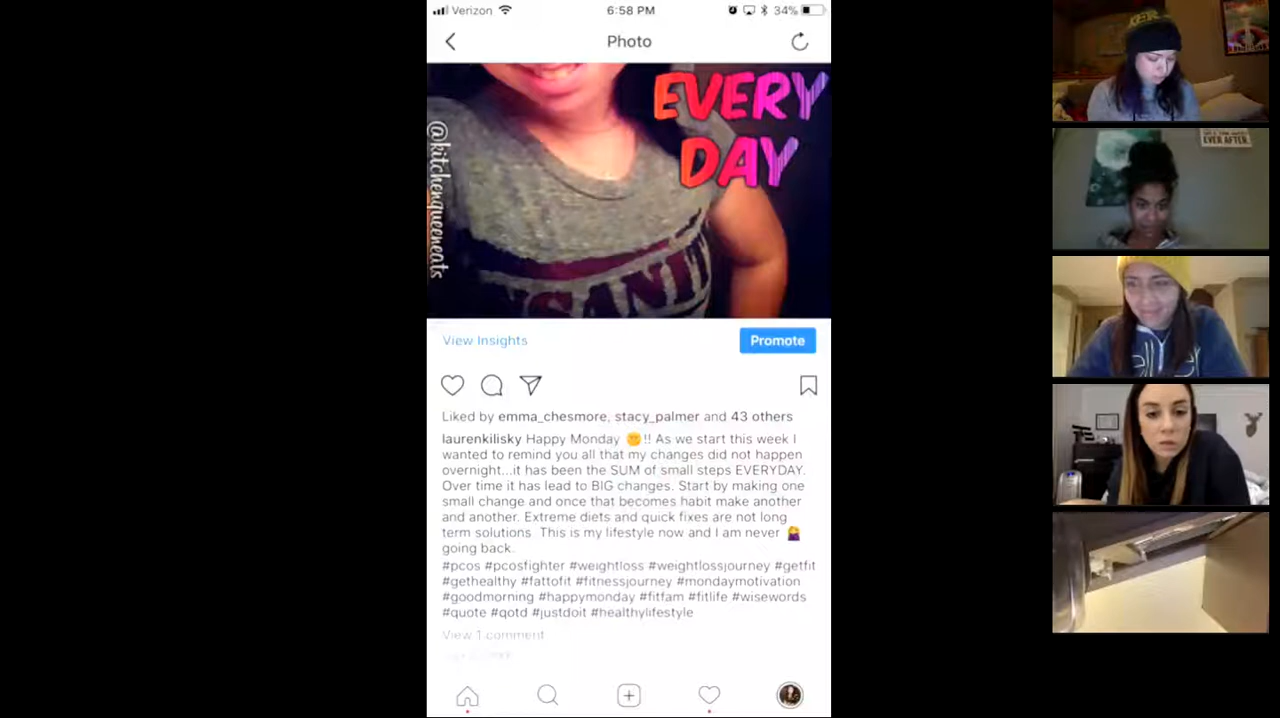 Verizon
6:58 PM
34%
Photo
EVERY
DAY
@kitchenqueeneats
View Insights
Promote
Liked by emma_chesmore, stacy_palmer and 43 others
laurenkilisky Happy Monday 🌞!! As we start this week I
wanted to remind you all that my changes did not happen
overnight...it has been the SUM of small steps EVERYDAY.
Over time it has lead to BIG changes. Start by making one
small change and once that becomes habit make another
and another. Extreme diets and quick fixes are not long
term solutions. This is my lifestyle now and I am never 🙅‍♀️
going back.
#pcos #pcosfighter #weightloss #weightlossjourney #getfit
#gethealthy #fattofit #fitnessjourney #mondaymotivation
#goodmorning #happymonday #fitfam #fitlife #wisewords
#quote #qotd #justdoit #healthylifestyle
View 1 comment
EVER AFTER.